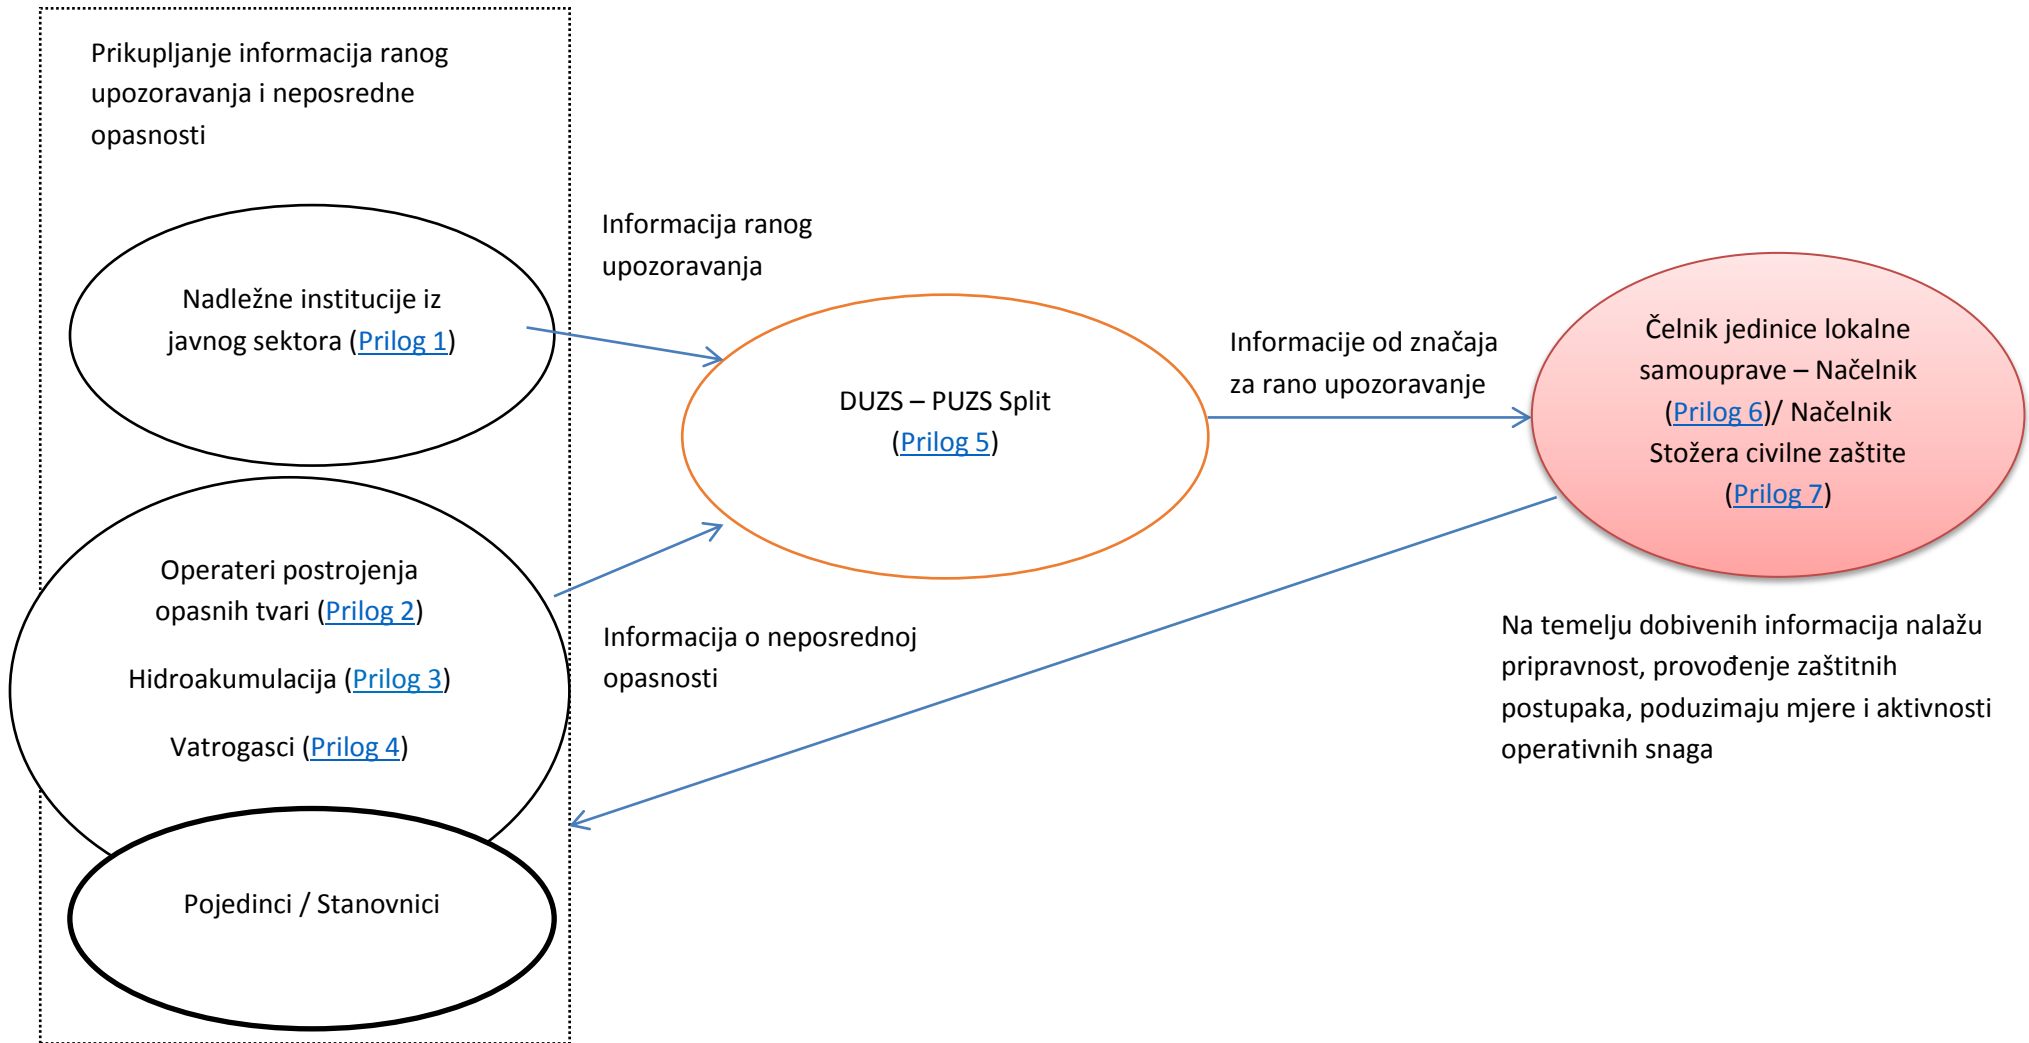 Prikupljanje informacija ranog
upozoravanja i neposredne
opasnosti
Nadležne institucije iz
javnog sektora (Prilog 1)
Operateri postrojenja
opasnih tvari (Prilog 2)
Hidroakumulacija (Prilog 3)
Vatrogasci (Prilog 4)
Pojedinci / Stanovnici
Informacija ranog
upozoravanja
Informacija o neposrednoj
opasnosti
DUZS – PUZS Split
(Prilog 5)
Informacije od značaja
za rano upozoravanje
Čelnik jedinice lokalne
samouprave – Načelnik
(Prilog 6)/ Načelnik
Stožera civilne zaštite
(Prilog 7)
Na temelju dobivenih informacija nalažu
pripravnost, provođenje zaštitnih
postupaka, poduzimaju mjere i aktivnosti
operativnih snaga